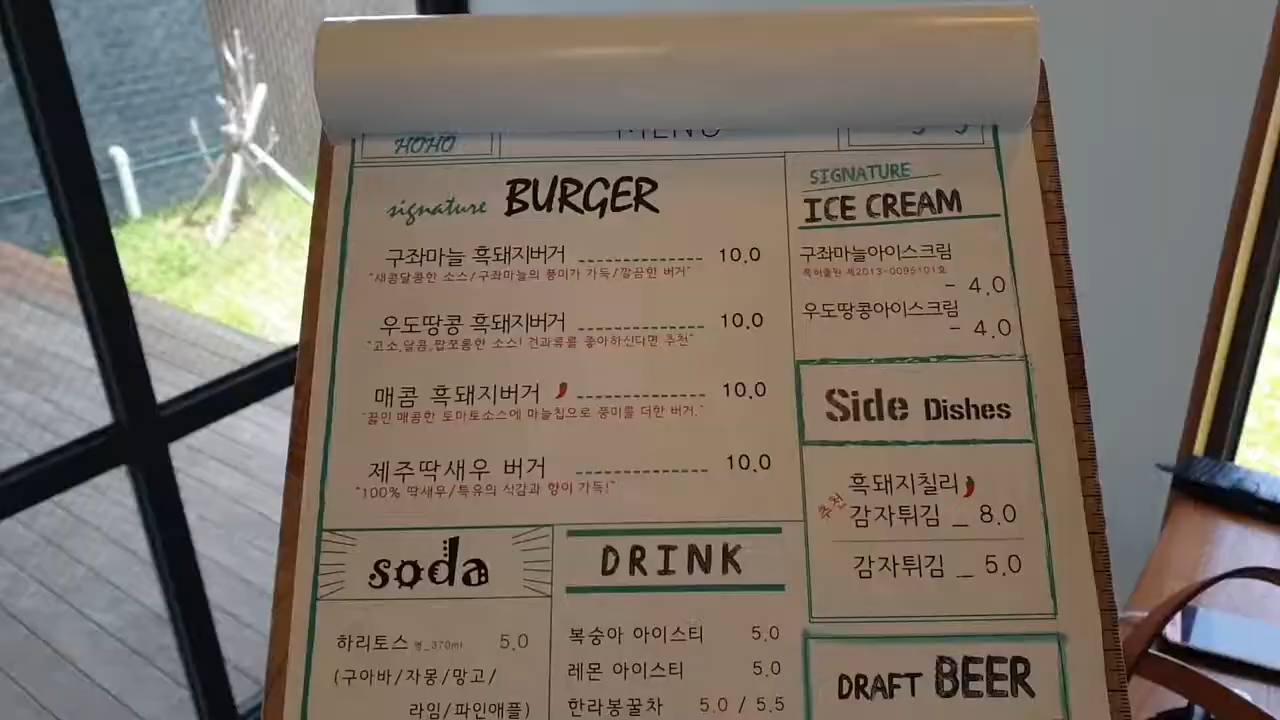 HOHO
MENU
signature BURGER
구좌마늘 흑돼지버거 10.0
"새콤달콤한 소스/구좌마늘의 풍미가 가득/깔끔한 버거"
우도땅콩 흑돼지버거 10.0
"고소,달콤,짭쪼롬한 소스! 견과류를 좋아하신다면 추천"
매콤 흑돼지버거 10.0
"끓인 매콤한 토마토소스에 마늘칩으로 풍미를 더한 버거."
제주딱새우 버거 10.0
"100% 딱새우/특유의 식감과 향이 가득!"
SIGNATURE
ICE CREAM
구좌마늘아이스크림
특허출원 제2013-0095101호
- 4.0
우도땅콩아이스크림
- 4.0
Side Dishes
추천
흑돼지칠리
감자튀김 _ 8.0
감자튀김 _ 5.0
soda
하리토스 병_370ml 5.0
(구아바/자몽/망고/
라임/파인애플)
DRINK
복숭아 아이스티 5.0
레몬 아이스티 5.0
한라봉꿀차 5.0 / 5.5
DRAFT BEER